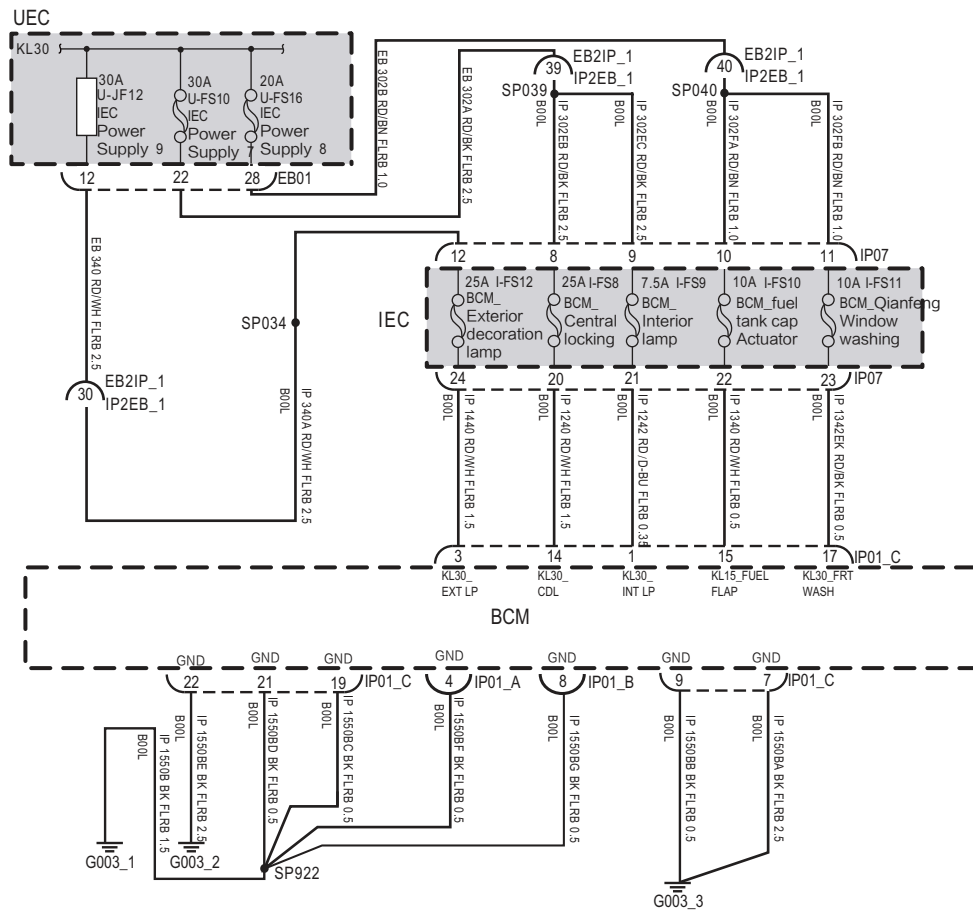 UEC
KL30
30A
U-JF12
IEC
Power
Supply 9
30A
U-FS10
IEC
Power
Supply 7
20A
U-FS16
IEC
Power
Supply 8
12
22
28
EB01
EB 302B RD/BN FLRB 1.0
EB 302A RD/BK FLRB 2.5
39
EB2IP_1
IP2EB_1
SP039
40
EB2IP_1
IP2EB_1
SP040
B00L
IP 302EB RD/BK FLRB 2.5
B00L
IP 302EC RD/BK FLRB 2.5
B00L
IP 302FA RD/BN FLRB 1.0
B00L
IP 302FB RD/BN FLRB 1.0
EB 340 RD/WH FLRB 2.5
SP034
30
EB2IP_1
IP2EB_1
B00L
IP 340A RD/WH FLRB 2.5
12
8
9
10
11
IP07
IEC
25A I-FS12
BCM_
Exterior
decoration
lamp
25A I-FS8
BCM_
Central
locking
7.5A I-FS9
BCM_
Interior
lamp
10A I-FS10
BCM_fuel
tank cap
Actuator
10A I-FS11
BCM_Qianfeng
Window
washing
24
20
21
22
23
IP07
B00L
IP 1440 RD/WH FLRB 1.5
B00L
IP 1240 RD/WH FLRB 1.5
B00L
IP 1242 RD/D-BU FLRB 0.35
B00L
IP 1340 RD/WH FLRB 0.5
B00L
IP 1342EK RD/BK FLRB 0.5
3
14
1
15
17
IP01_C
KL30_
EXT LP
KL30_
CDL
KL30_
INT LP
KL15_FUEL
FLAP
KL30_FRT
WASH
BCM
GND
GND
GND
GND
GND
GND
GND
22
21
19
IP01_C
4
IP01_A
8
IP01_B
9
7
IP01_C
B00L
IP 1550B BK FLRB 1.5
B00L
IP 1550BE BK FLRB 2.5
B00L
IP 1550BD BK FLRB 0.5
B00L
IP 1550BC BK FLRB 0.5
B00L
IP 1550BF BK FLRB 0.5
B00L
IP 1550BG BK FLRB 0.5
B00L
IP 1550BB BK FLRB 0.5
B00L
IP 1550BA BK FLRB 2.5
G003_1
G003_2
SP922
G003_3